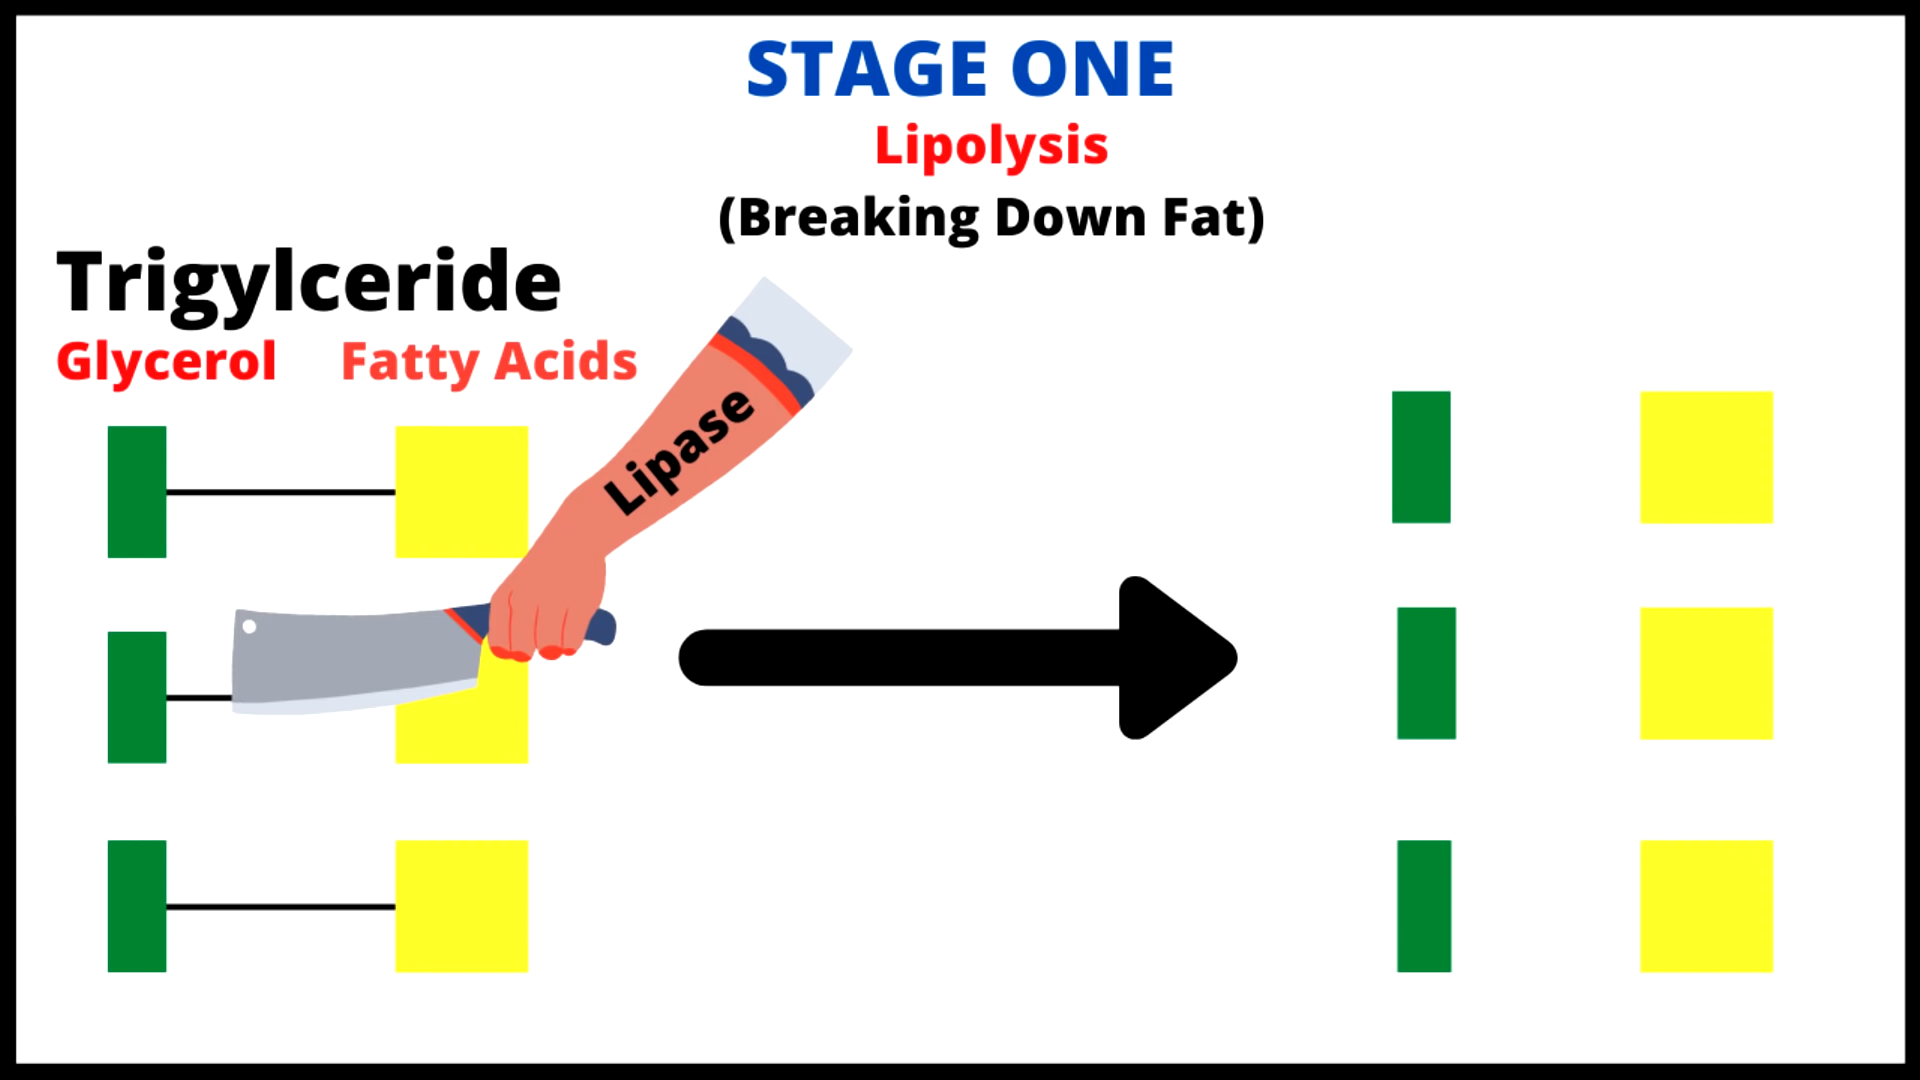 STAGE ONE
Lipolysis
(Breaking Down Fat)
Trigylceride
Glycerol Fatty Acids
Lipase